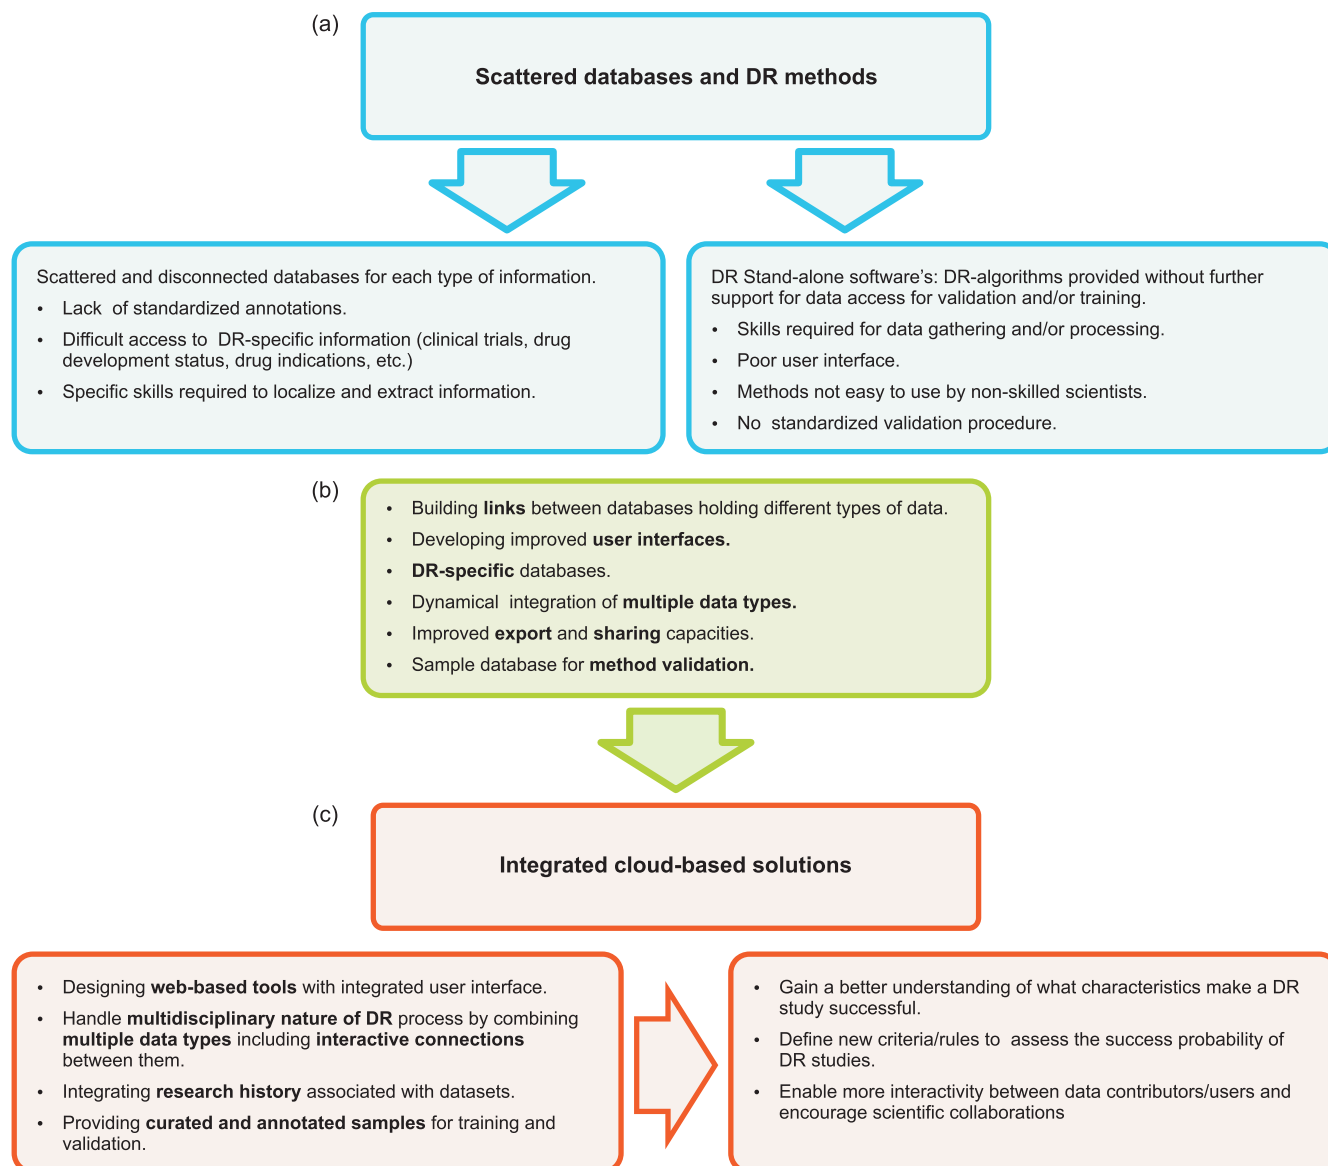 (a)
Scattered databases and DR methods
Scattered and disconnected databases for each type of information.
• Lack of standardized annotations.
• Difficult access to DR-specific information (clinical trials, drug
development status, drug indications, etc.)
• Specific skills required to localize and extract information.
DR Stand-alone software's: DR-algorithms provided without further
support for data access for validation and/or training.
• Skills required for data gathering and/or processing.
• Poor user interface.
• Methods not easy to use by non-skilled scientists.
• No standardized validation procedure.
(b)
• Building links between databases holding different types of data.
• Developing improved user interfaces.
• DR-specific databases.
• Dynamical integration of multiple data types.
• Improved export and sharing capacities.
• Sample database for method validation.
(c)
Integrated cloud-based solutions
• Designing web-based tools with integrated user interface.
• Handle multidisciplinary nature of DR process by combining
multiple data types including interactive connections
between them.
• Integrating research history associated with datasets.
• Providing curated and annotated samples for training and
validation.
• Gain a better understanding of what characteristics make a DR
study successful.
• Define new criteria/rules to assess the success probability of
DR studies.
• Enable more interactivity between data contributors/users and
encourage scientific collaborations